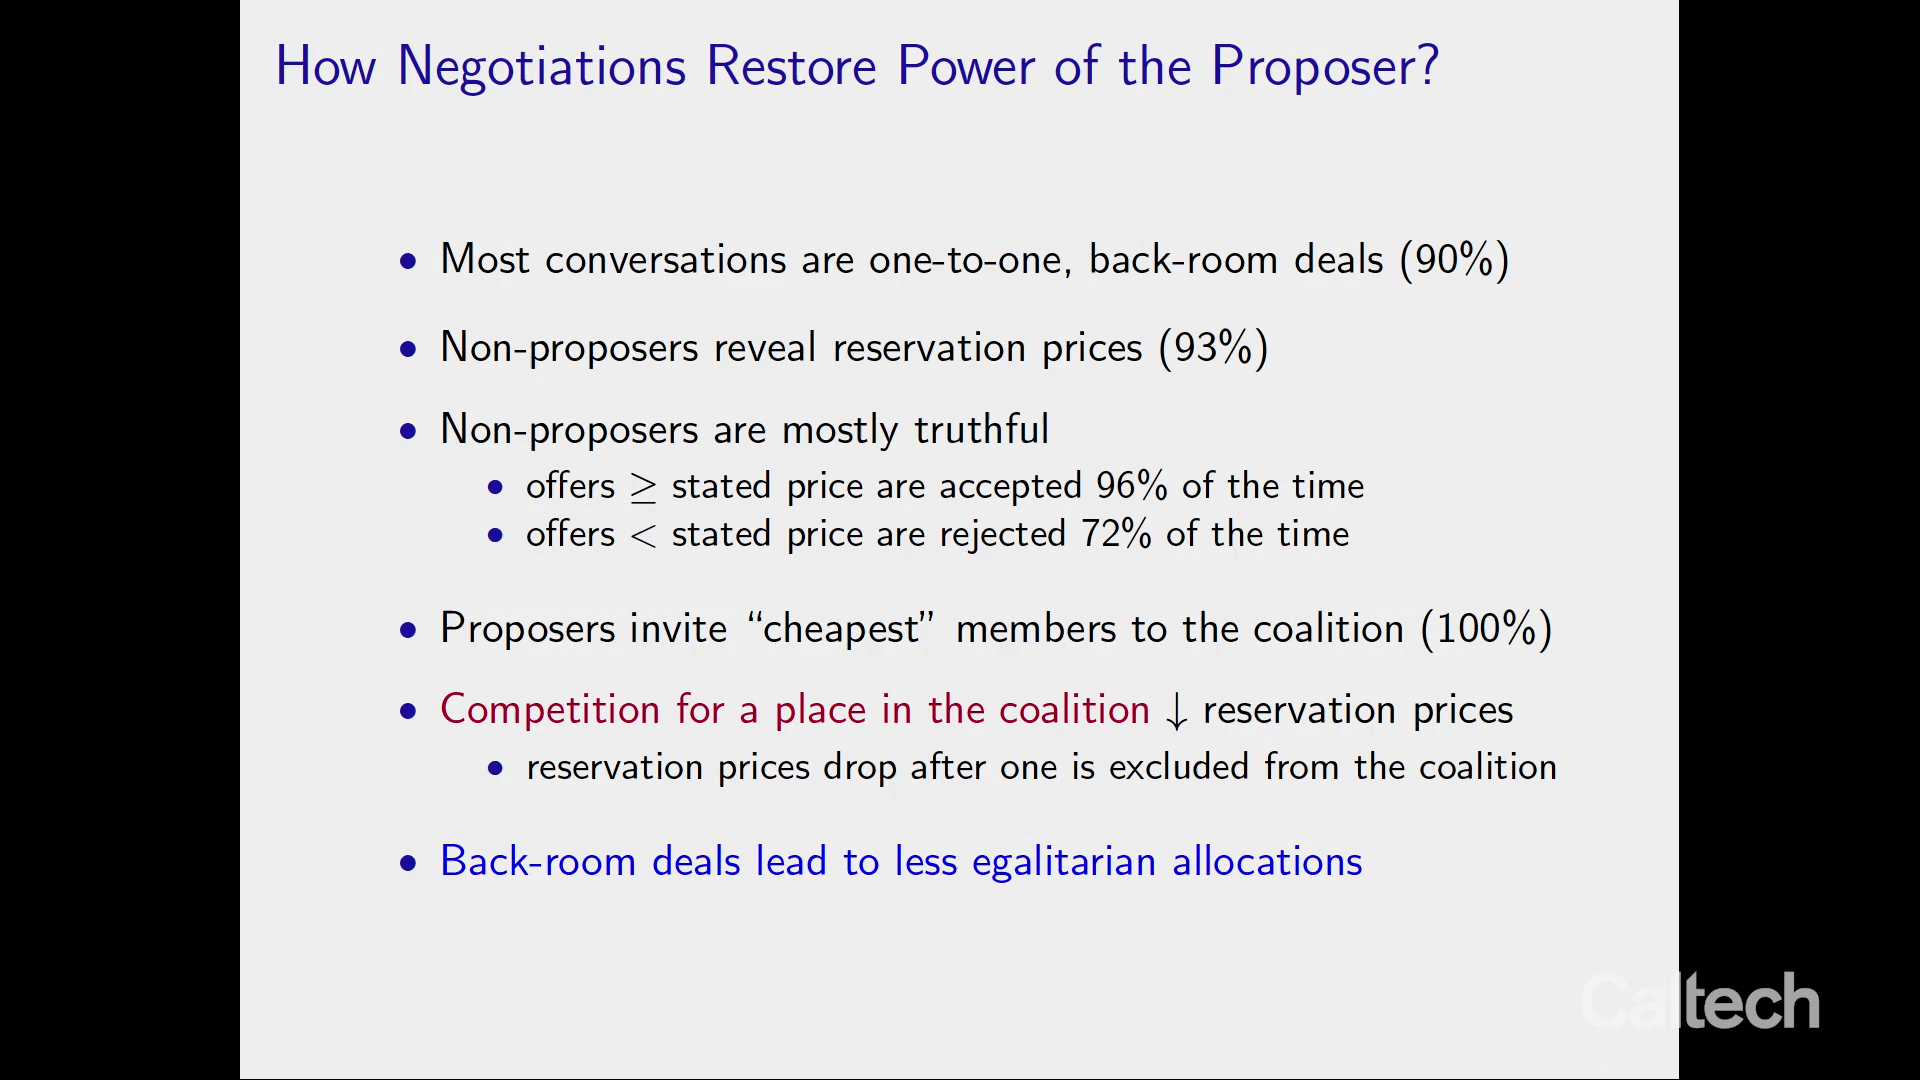 How Negotiations Restore Power of the Proposer?
• Most conversations are one-to-one, back-room deals (90%)
• Non-proposers reveal reservation prices (93%)
• Non-proposers are mostly truthful
• offers ≥ stated price are accepted 96% of the time
• offers < stated price are rejected 72% of the time
• Proposers invite “cheapest” members to the coalition (100%)
• Competition for a place in the coalition ↓ reservation prices
• reservation prices drop after one is excluded from the coalition
• Back-room deals lead to less egalitarian allocations
Caltech